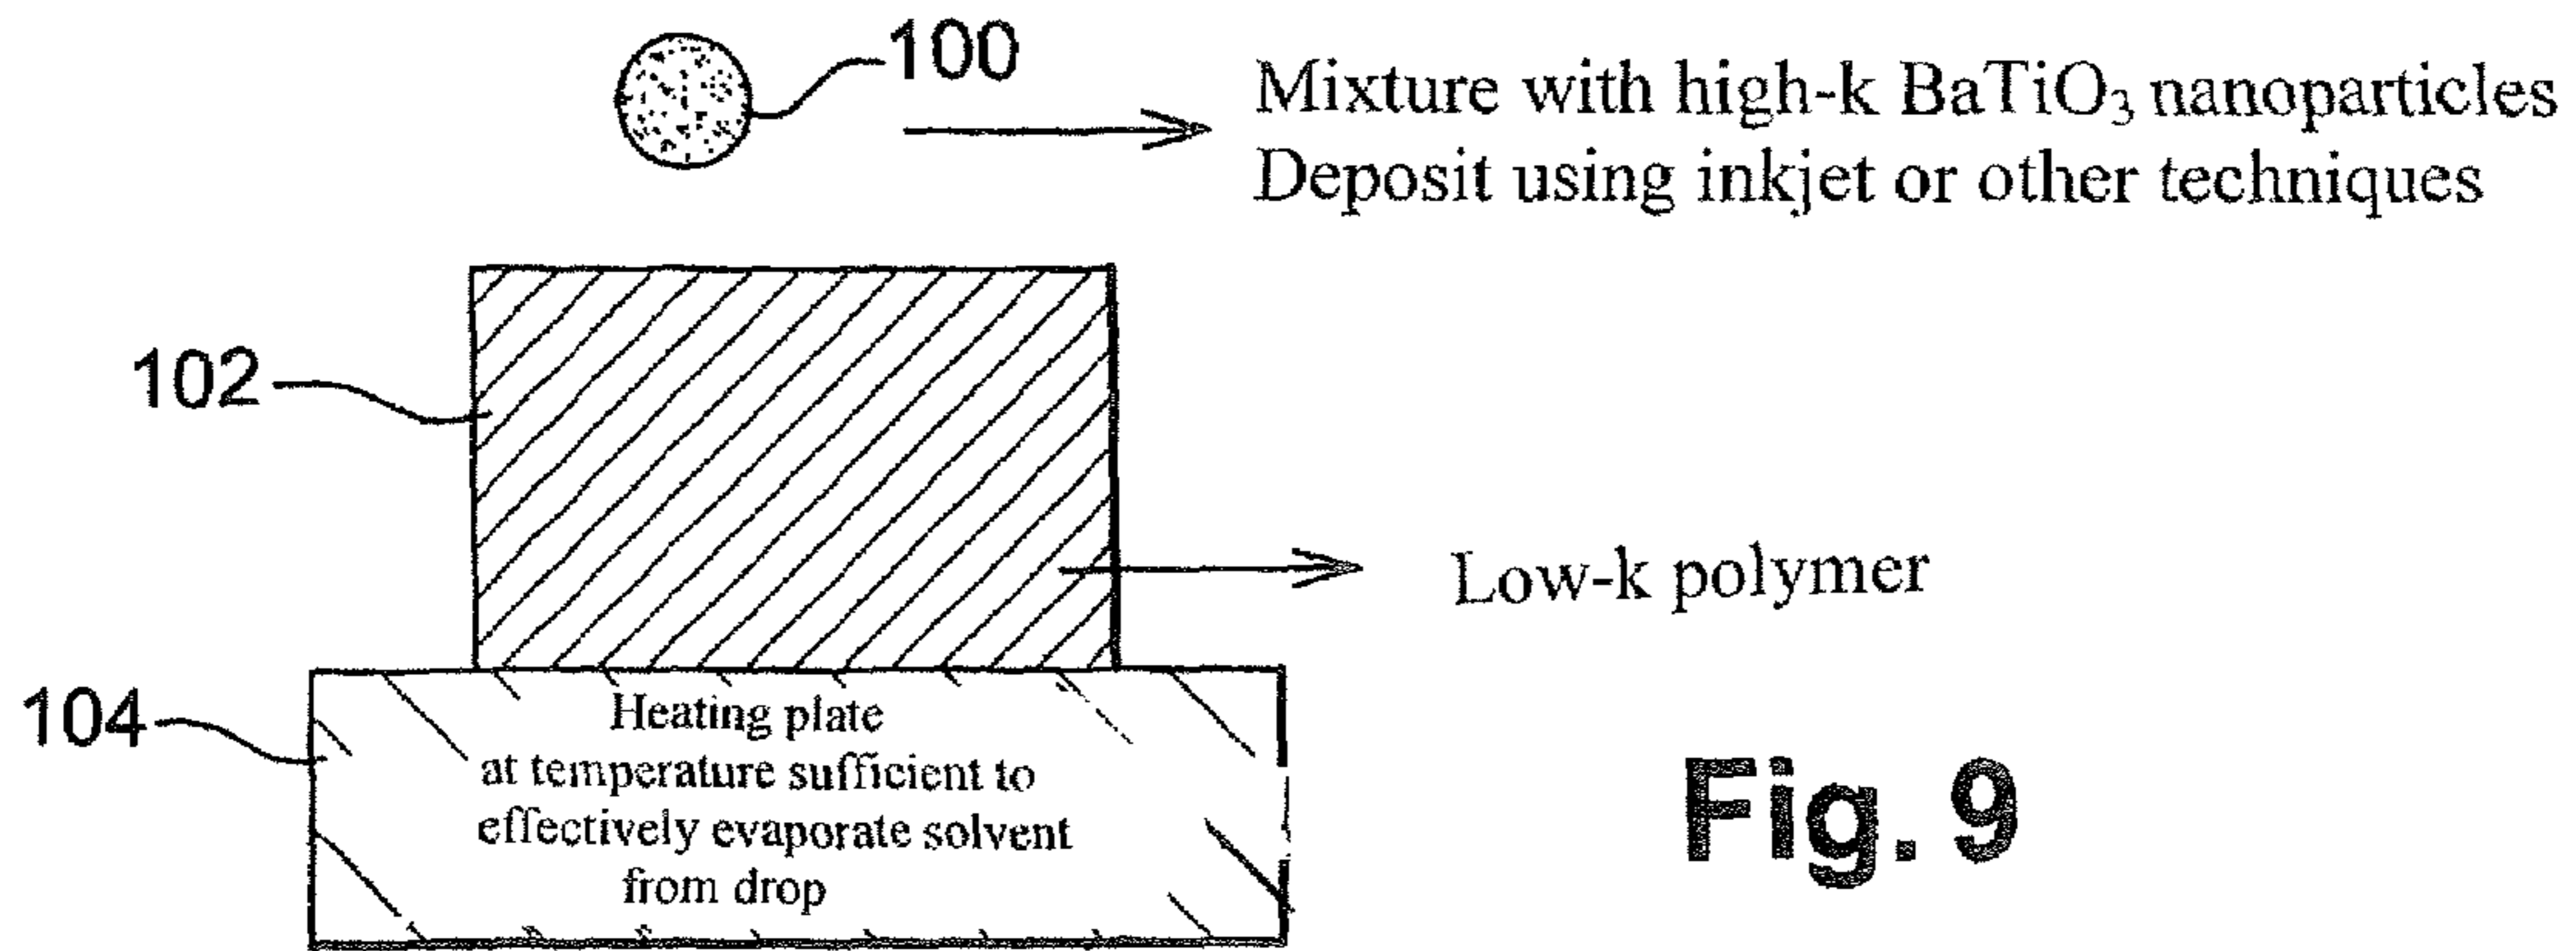 100
Mixture with high-k BaTiO₃ nanoparticles
Deposit using inkjet or other techniques
102
Low-k polymer
104
Heating plate
at temperature sufficient to
effectively evaporate solvent
from drop
Fig. 9